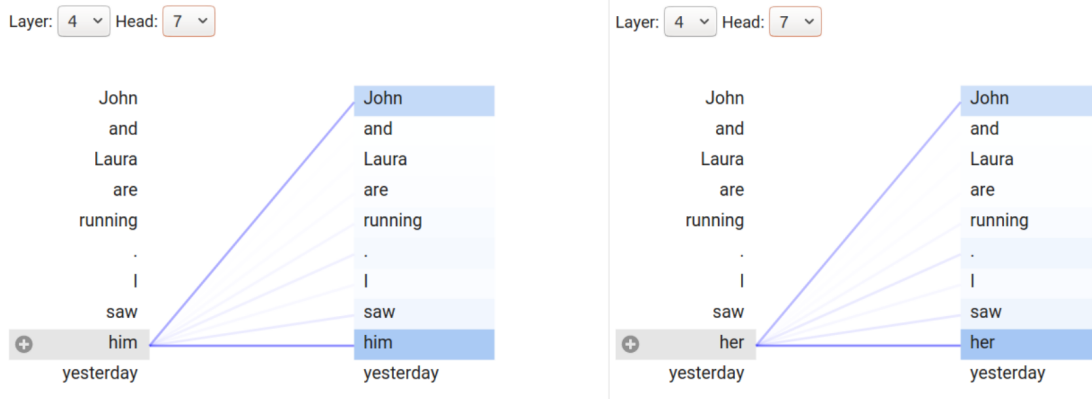 Layer: 4 Head: 7 Layer: 4 Head: 7
John John John John
and and and and
Laura Laura Laura Laura
are are are are
running running running running
. . . .
I I I I
saw saw saw saw
him him her her
yesterday yesterday yesterday yesterday